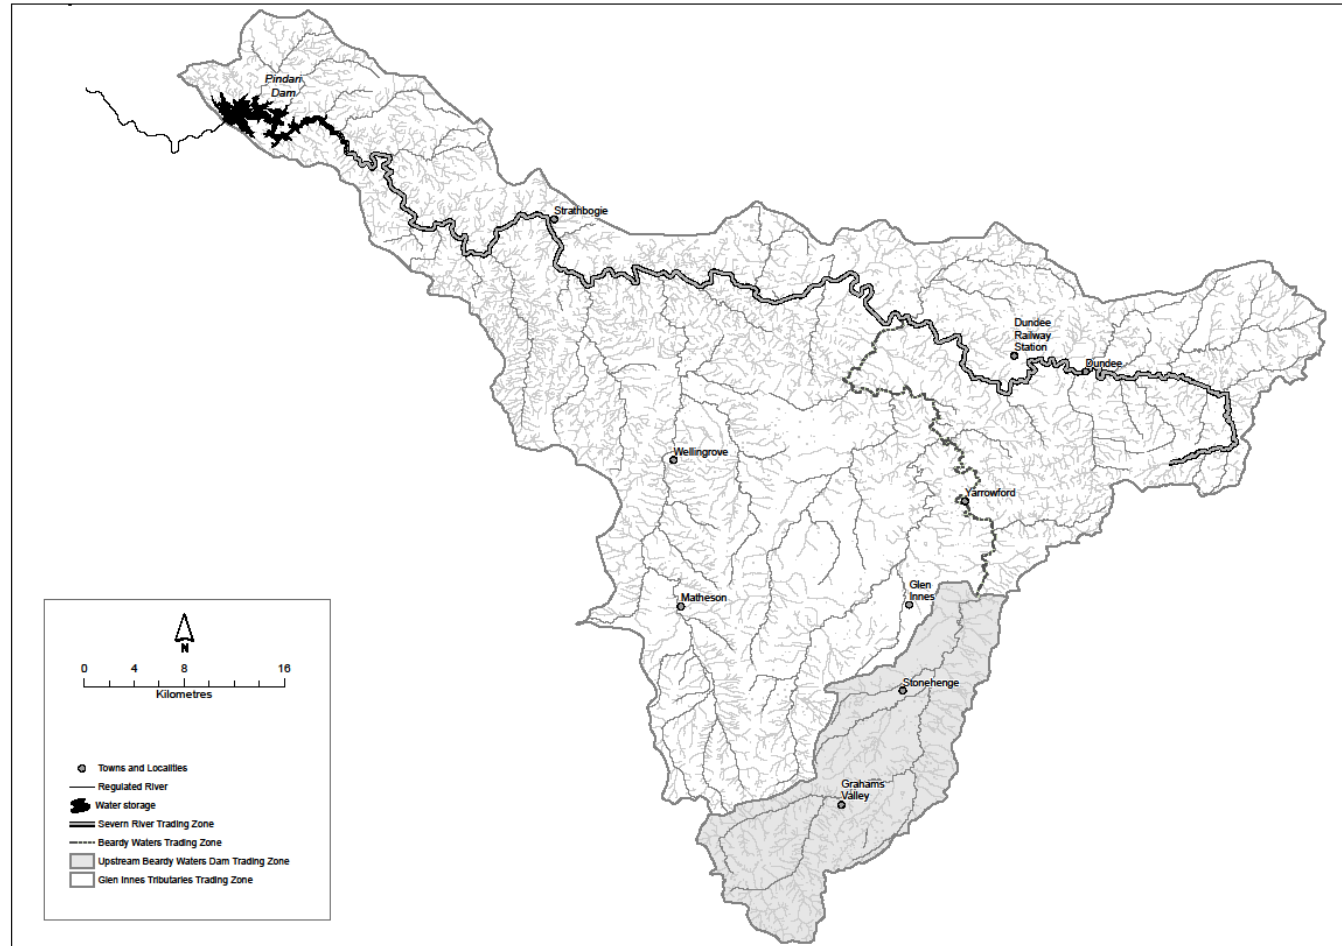 Pindari
Dam
Strathbogie
Dundee
Railway
Station
Dundee
Wellingrove
Yarrowford
Glen
Innes
Matheson
Stonehenge
Grahams
Valley
N
0 4 8 16
Kilometres
Towns and Localities
Regulated River
Water storage
Severn River Trading Zone
Beardy Waters Trading Zone
Upstream Beardy Waters Dam Trading Zone
Glen Innes Tributaries Trading Zone